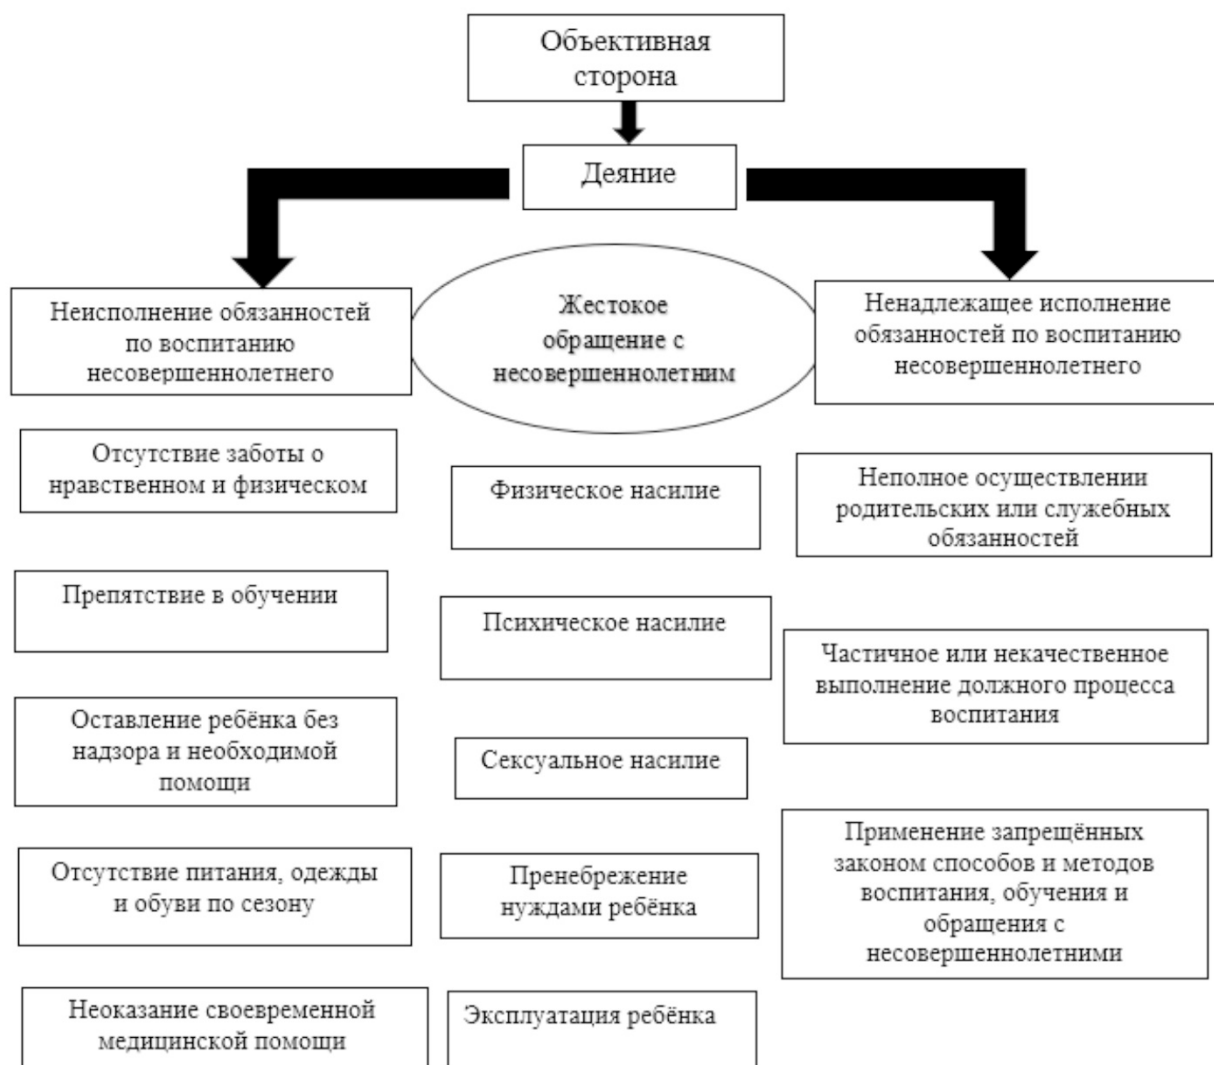 Объективная
сторона
Деяние
Неисполнение обязанностей
по воспитанию
несовершеннолетнего
Жестокое
обращение с
несовершеннолетним
Ненадлежащее исполнение
обязанностей по воспитанию
несовершеннолетнего
Отсутствие заботы о
нравственном и физическом
Препятствие в обучении
Оставление ребёнка без
надзора и необходимой
помощи
Отсутствие питания, одежды
и обуви по сезону
Неоказание своевременной
медицинской помощи
Физическое насилие
Психическое насилие
Сексуальное насилие
Пренебрежение
нуждами ребёнка
Эксплуатация ребёнка
Неполное осуществлении
родительских или служебных
обязанностей
Частичное или некачественное
выполнение должного процесса
воспитания
Применение запрещённых
законом способов и методов
воспитания, обучения и
обращения с
несовершеннолетними